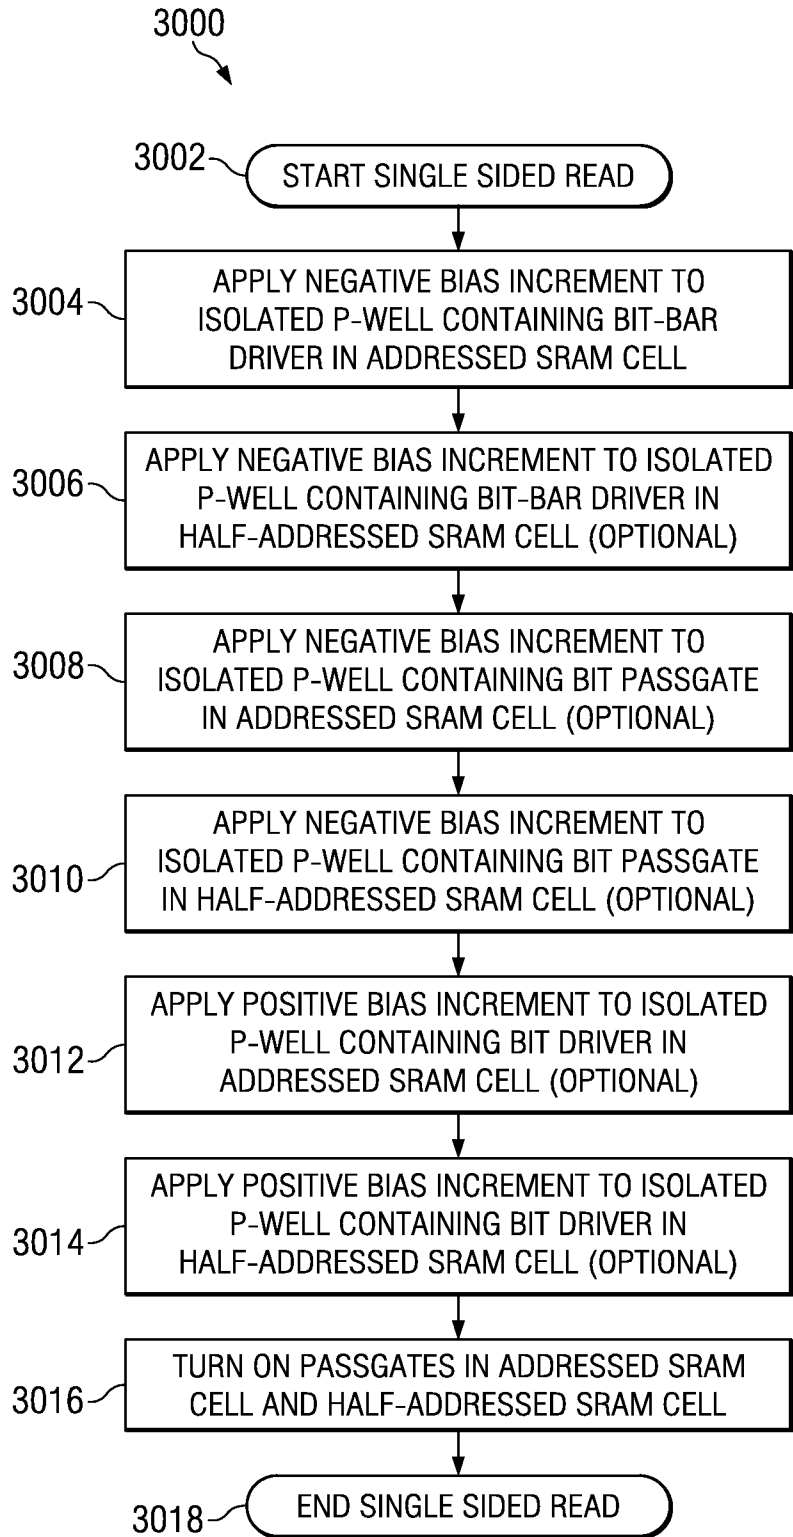 3000
3002
START SINGLE SIDED READ
3004
APPLY NEGATIVE BIAS INCREMENT TO
ISOLATED P-WELL CONTAINING BIT-BAR
DRIVER IN ADDRESSED SRAM CELL
3006
APPLY NEGATIVE BIAS INCREMENT TO ISOLATED
P-WELL CONTAINING BIT-BAR DRIVER IN
HALF-ADDRESSED SRAM CELL (OPTIONAL)
3008
APPLY NEGATIVE BIAS INCREMENT TO
ISOLATED P-WELL CONTAINING BIT PASSGATE
IN ADDRESSED SRAM CELL (OPTIONAL)
3010
APPLY NEGATIVE BIAS INCREMENT TO
ISOLATED P-WELL CONTAINING BIT PASSGATE
IN HALF-ADDRESSED SRAM CELL (OPTIONAL)
3012
APPLY POSITIVE BIAS INCREMENT TO ISOLATED
P-WELL CONTAINING BIT DRIVER IN
ADDRESSED SRAM CELL (OPTIONAL)
3014
APPLY POSITIVE BIAS INCREMENT TO ISOLATED
P-WELL CONTAINING BIT DRIVER IN
HALF-ADDRESSED SRAM CELL (OPTIONAL)
3016
TURN ON PASSGATES IN ADDRESSED SRAM
CELL AND HALF-ADDRESSED SRAM CELL
3018
END SINGLE SIDED READ